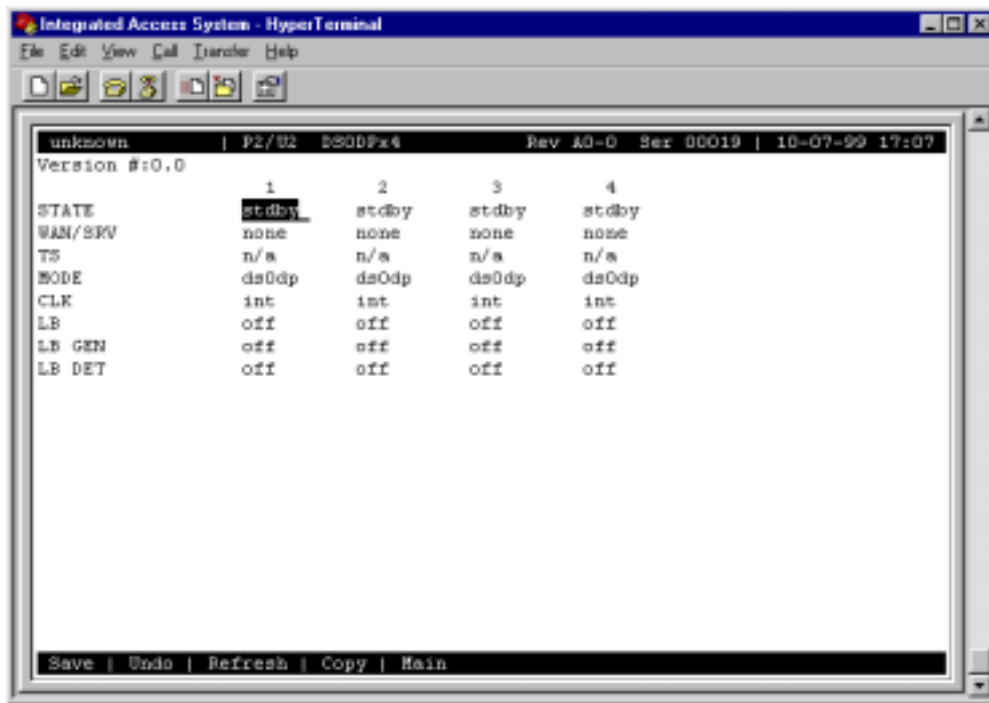 Integrated Access System - HyperTerminal
File Edit View Call Transfer Help
unknown | P2/U2 DS0DPx4 Rev A0-0 Ser 00019 | 10-07-99 17:07
Version #:0.0
1 2 3 4
STATE stdby stdby stdby stdby
WAN/SRV none none none none
TS n/a n/a n/a n/a
MODE ds0dp ds0dp ds0dp ds0dp
CLK int int int int
LB off off off off
LB GEN off off off off
LB DET off off off off
Save | Undo | Refresh | Copy | Main